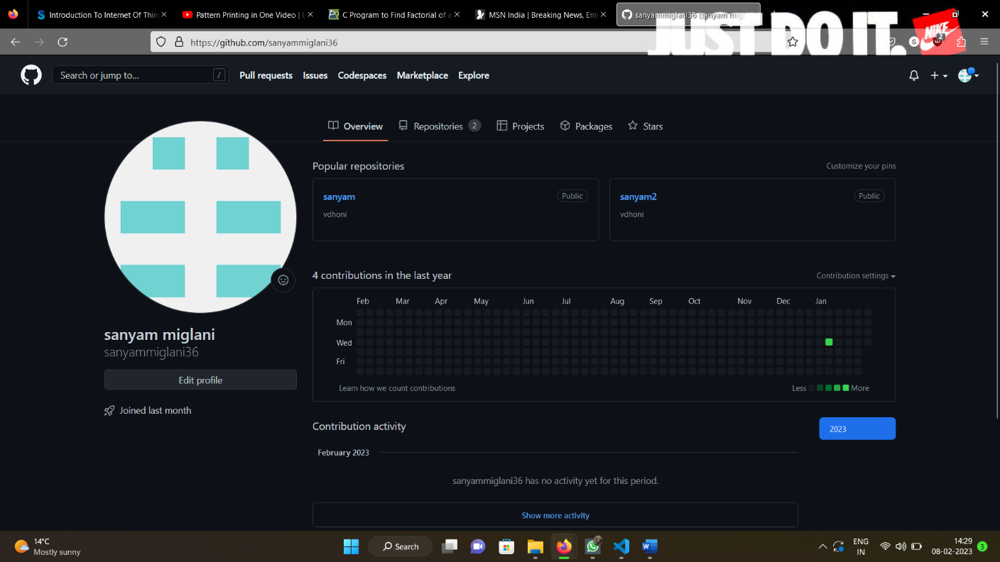 Introduction To Internet Of Thin
Pattern Printing in One Video | L
C Program to Find Factorial of a
MSN India | Breaking News, Ent
sanyammiglani36 (sanyam mig
JUST DO IT.
NIKE
https://github.com/sanyammiglani36
S
2
Search or jump to...
/
Pull requests
Issues
Codespaces
Marketplace
Explore
Overview
Repositories 2
Projects
Packages
Stars
Popular repositories
Customize your pins
sanyam
Public
vdhoni
sanyam2
Public
vdhoni
4 contributions in the last year
Contribution settings
Feb Mar Apr May Jun Jul Aug Sep Oct Nov Dec Jan
Mon
Wed
Fri
Learn how we count contributions
Less
More
sanyam miglani
sanyammiglani36
Edit profile
Joined last month
Contribution activity
2023
February 2023
sanyammiglani36 has no activity yet for this period.
Show more activity
14°C
Mostly sunny
Search
ENG
IN
14:29
08-02-2023
3